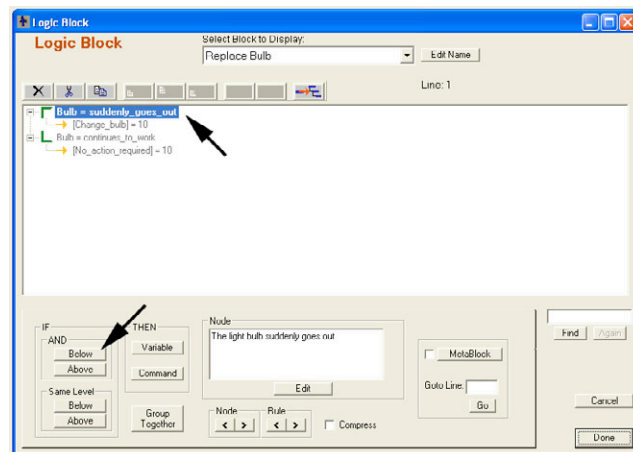 Logic Block
Logic Block
Select Block to Display:
Replace Bulb
Edit Name
Line: 1
Bulb = suddenly_goes_out
[Change_bulb] = 10
Bulb = continues_to_work
[No_action_required] = 10
IF
AND
Below
Above
Same Level
Below
Above
THEN
Variable
Command
Group
Together
Node
The light bulb suddenly goes out
Edit
Node
< >
Rule
< >
Compress
MetaBlock
Goto Line:
Go
Find
Again
Cancel
Done